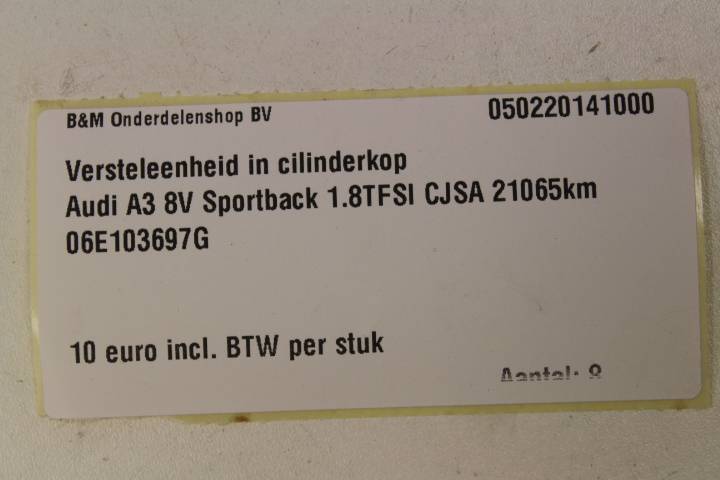 B&M Onderdelenshop BV 050220141000
Versteleenheid in cilinderkop
Audi A3 8V Sportback 1.8TFSI CJSA 21065km
06E103697G
10 euro incl. BTW per stuk
Aantal: